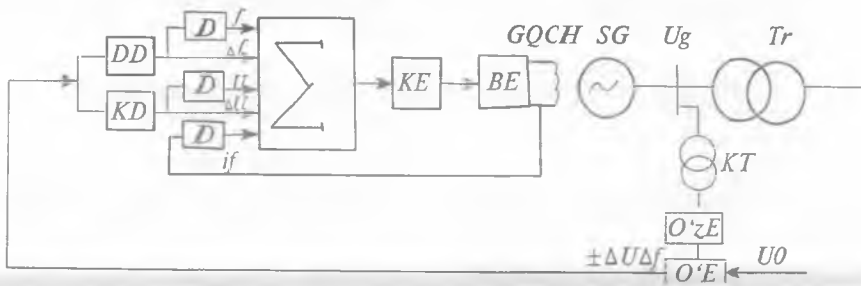 D f
GQCH SG Ug Tr
DD Δf
D U
KE BE
KD ΔU
D
if
KT
O'zE
±ΔUΔf O'E U0